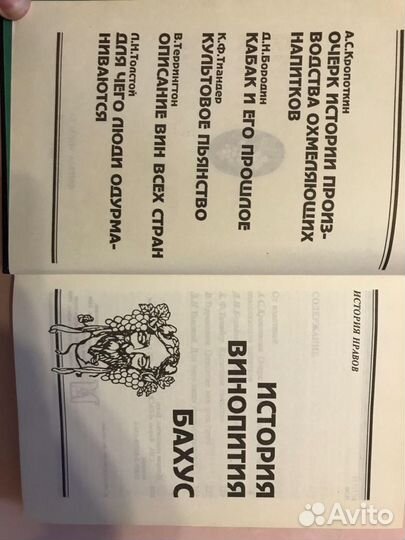 А.С.Кропоткин
ОЧЕРК ИСТОРИИ ПРОИЗ-
ВОДСТВА ОХМЕЛЯЮЩИХ
НАПИТКОВ
Д.Н.Бородин
КАБАК И ЕГО ПРОШЛОЕ
К.Ф.Тиандер
КУЛЬТОВОЕ ПЬЯНСТВО
В.Террингтон
ОПИСАНИЕ ВИН ВСЕХ СТРАН
Л.Н.Толстой
ДЛЯ ЧЕГО ЛЮДИ ОДУРМА-
НИВАЮТСЯ
ИСТОРИЯ НРАВОВ
ИСТОРИЯ
ВИНОПИТИЯ
БАХУС
СОДЕРЖАНИЕ
Avito